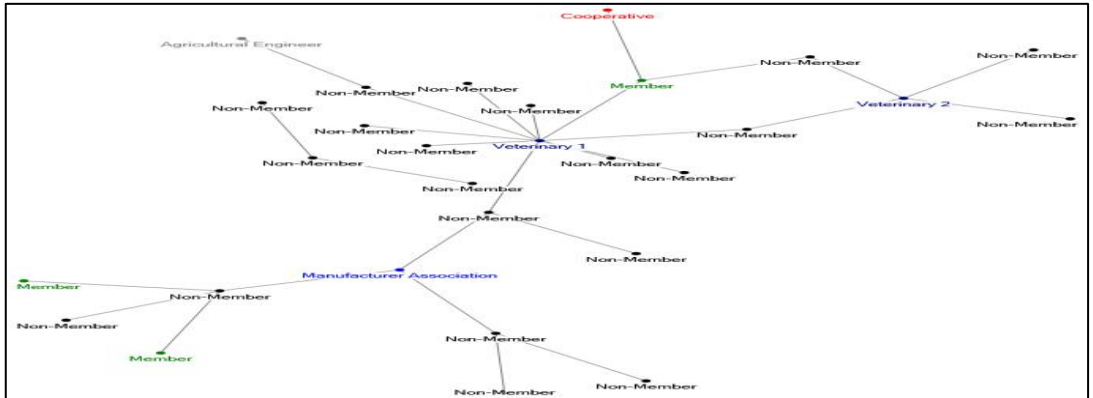 Cooperative
Agricultural Engineer
Non-Member
Non-Member
Non-Member
Member
Non-Member
Non-Member
Non-Member
Veterinary 2
Non-Member
Non-Member
Non-Member
Non-Member
Non-Member
Veterinary 1
Non-Member
Non-Member
Non-Member
Non-Member
Non-Member
Non-Member
Manufacturer Association
Member
Non-Member
Non-Member
Non-Member
Member
Non-Member
Non-Member